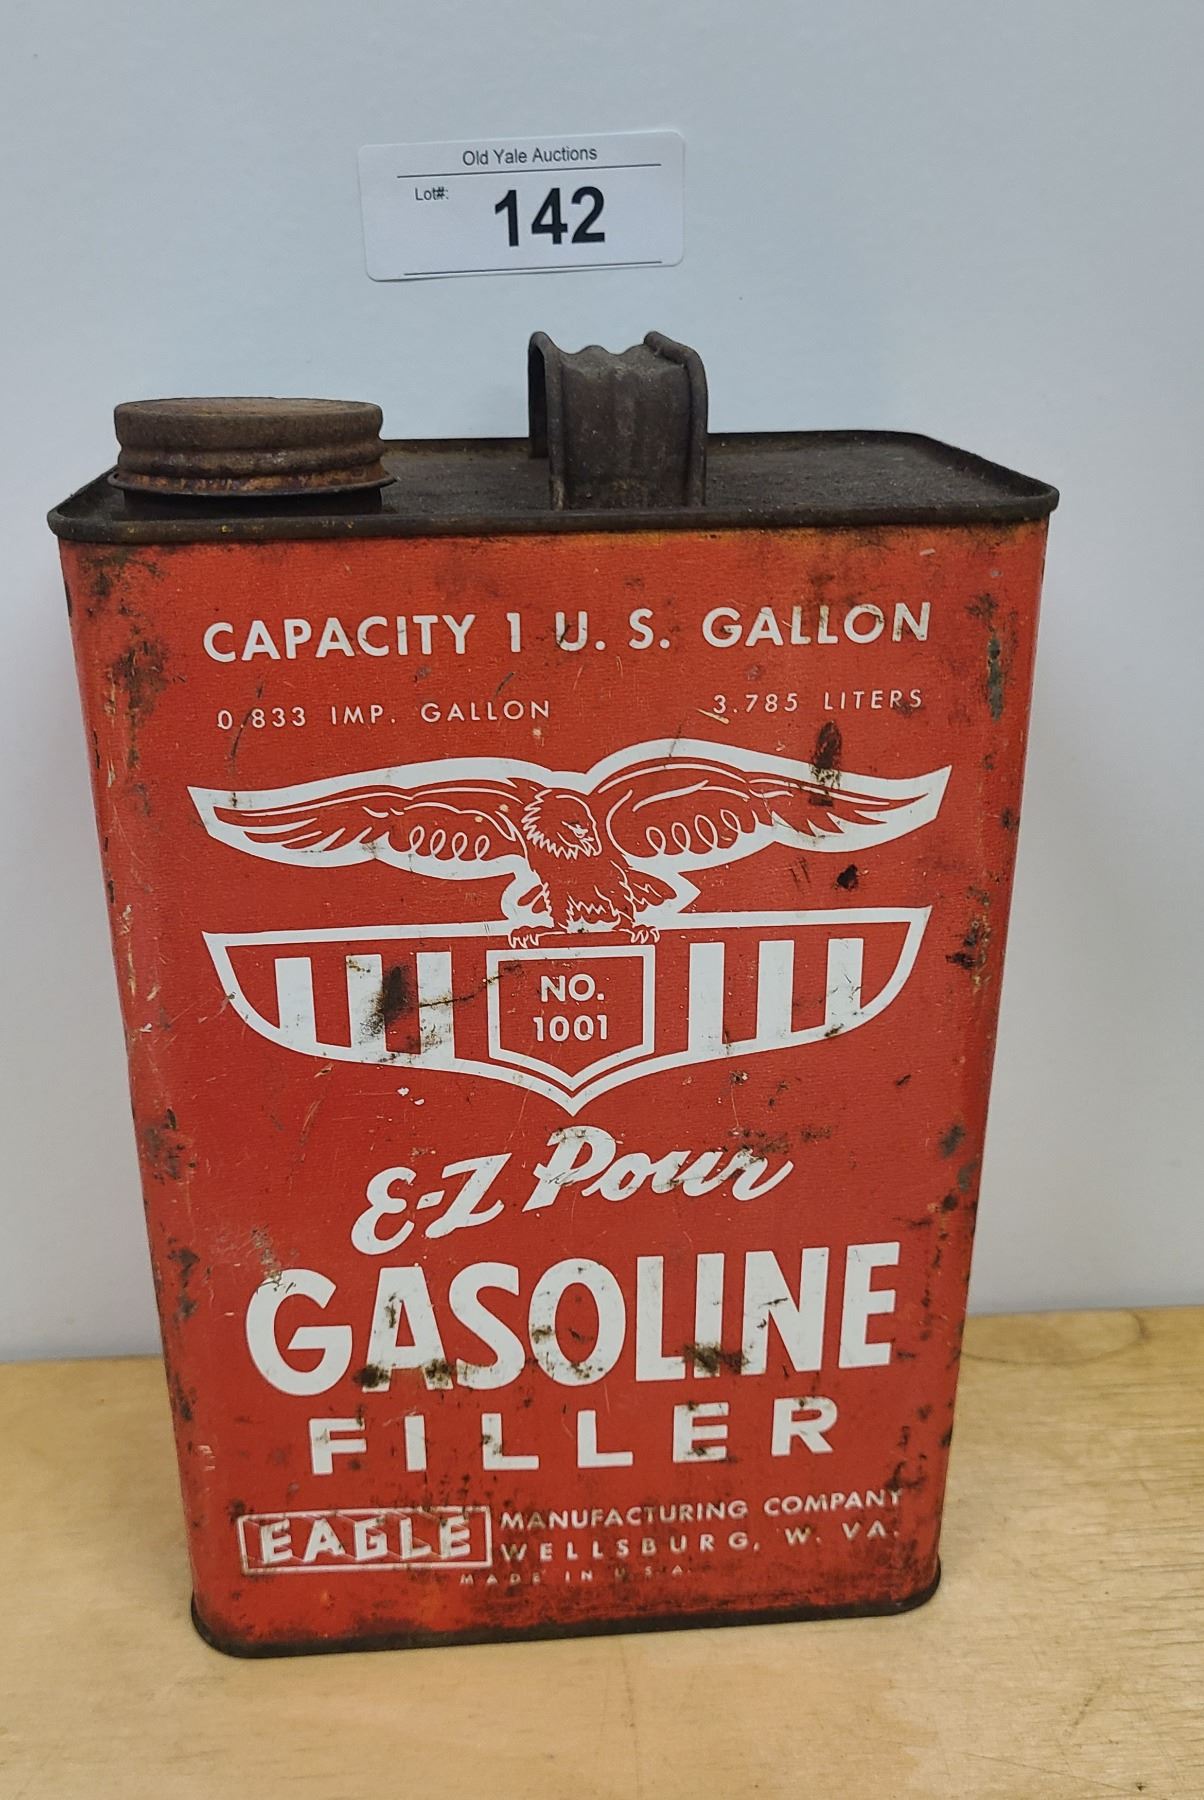 Old Yale Auctions
Lot#: 142
CAPACITY 1 U. S. GALLON
0.833 IMP. GALLON 3.785 LITERS
NO.
1001
E-Z Pour
GASOLINE
FILLER
EAGLE MANUFACTURING COMPANY
WELLSBURG, W. VA.
MADE IN U.S.A.